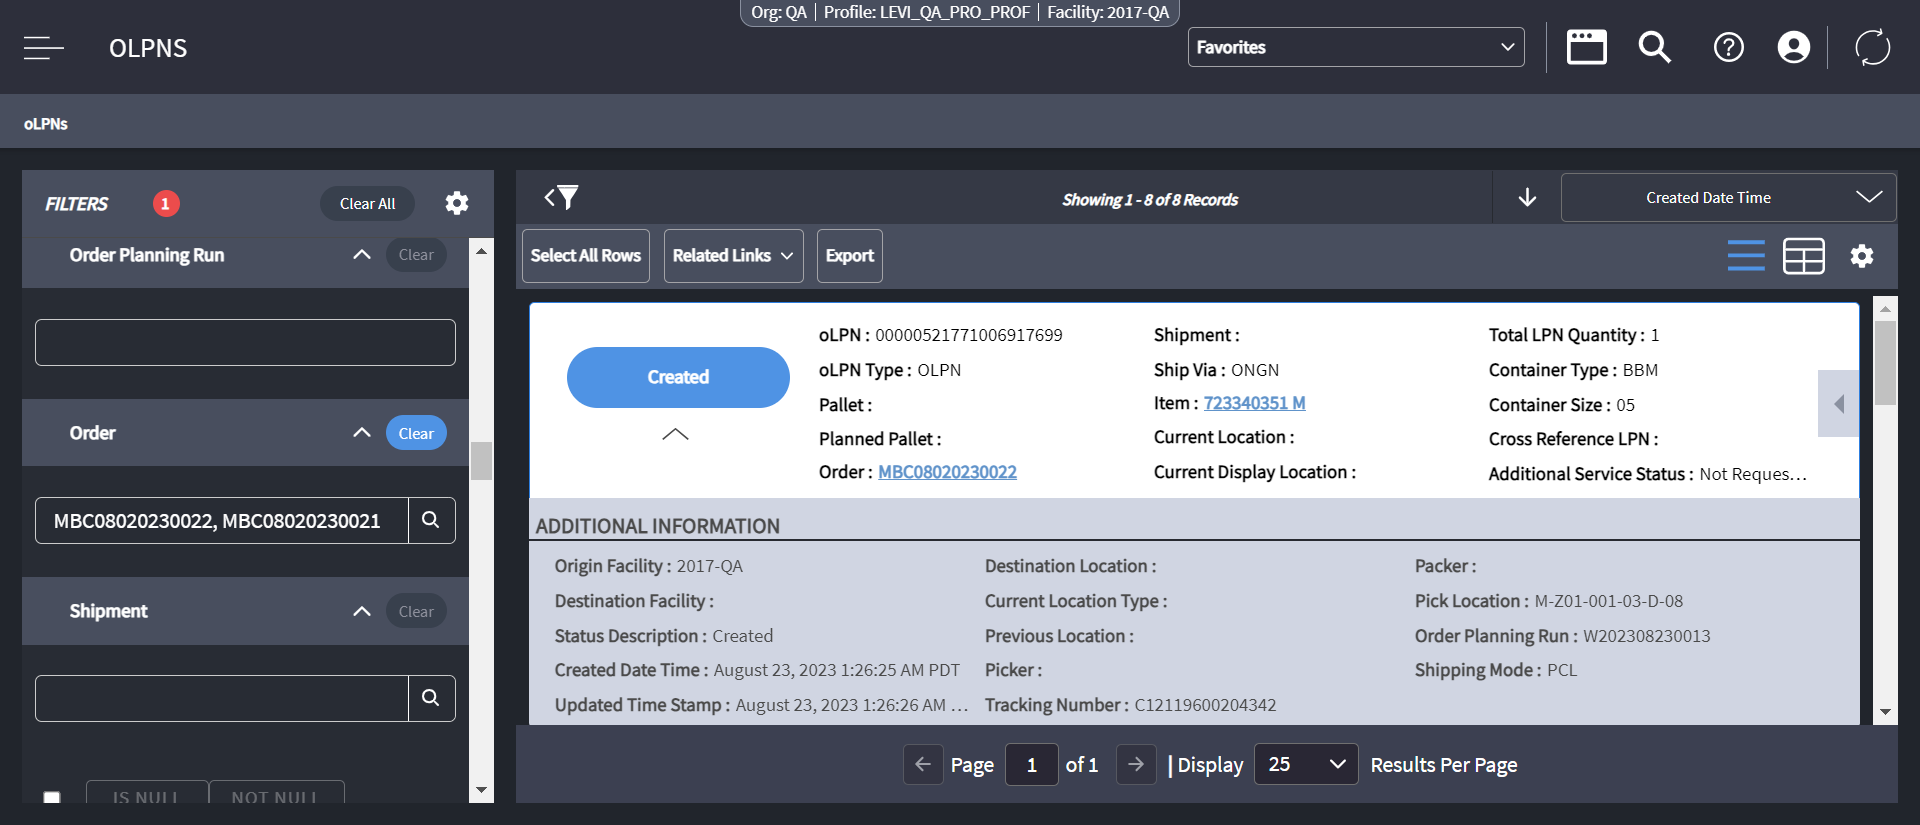 Org: QA | Profile: LEVI_QA_PRO_PROF | Facility: 2017-QA
OLPNS
Favorites
oLPNs
FILTERS 1 Clear All
Order Planning Run Clear
Order Clear
MBC08020230022, MBC08020230021
Shipment Clear
IS NULL NOT NULL
Showing 1 - 8 of 8 Records
Created Date Time
Select All Rows Related Links Export
Created
oLPN : 00000521771006917699
oLPN Type : OLPN
Pallet :
Planned Pallet :
Order : MBC08020230022
Shipment :
Ship Via : ONGN
Item : 723340351 M
Current Location :
Current Display Location :
Total LPN Quantity : 1
Container Type : BBM
Container Size : 05
Cross Reference LPN :
Additional Service Status : Not Reques...
ADDITIONAL INFORMATION
Origin Facility : 2017-QA
Destination Facility :
Status Description : Created
Created Date Time : August 23, 2023 1:26:25 AM PDT
Updated Time Stamp : August 23, 2023 1:26:26 AM ...
Destination Location :
Current Location Type :
Previous Location :
Picker :
Tracking Number : C12119600204342
Packer :
Pick Location : M-Z01-001-03-D-08
Order Planning Run : W202308230013
Shipping Mode : PCL
Page 1 of 1 | Display 25 Results Per Page